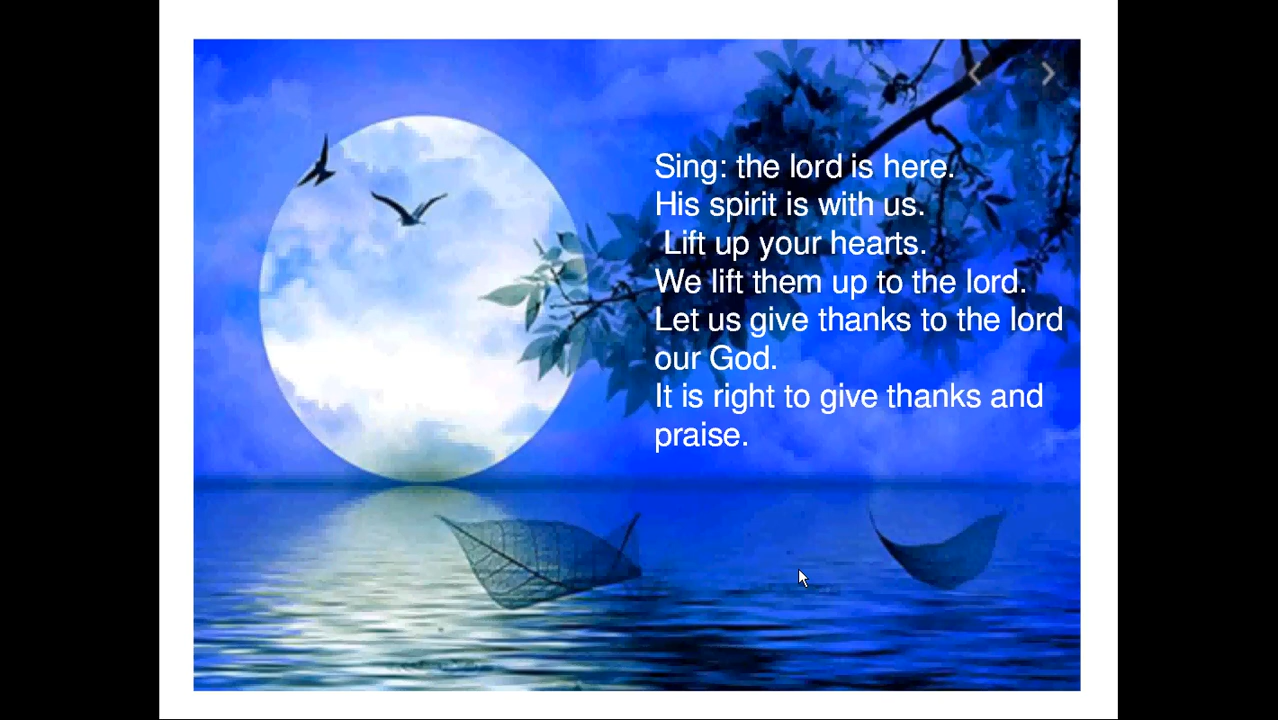 Sing: the lord is here.
His spirit is with us.
Lift up your hearts.
We lift them up to the lord.
Let us give thanks to the lord
our God.
It is right to give thanks and
praise.